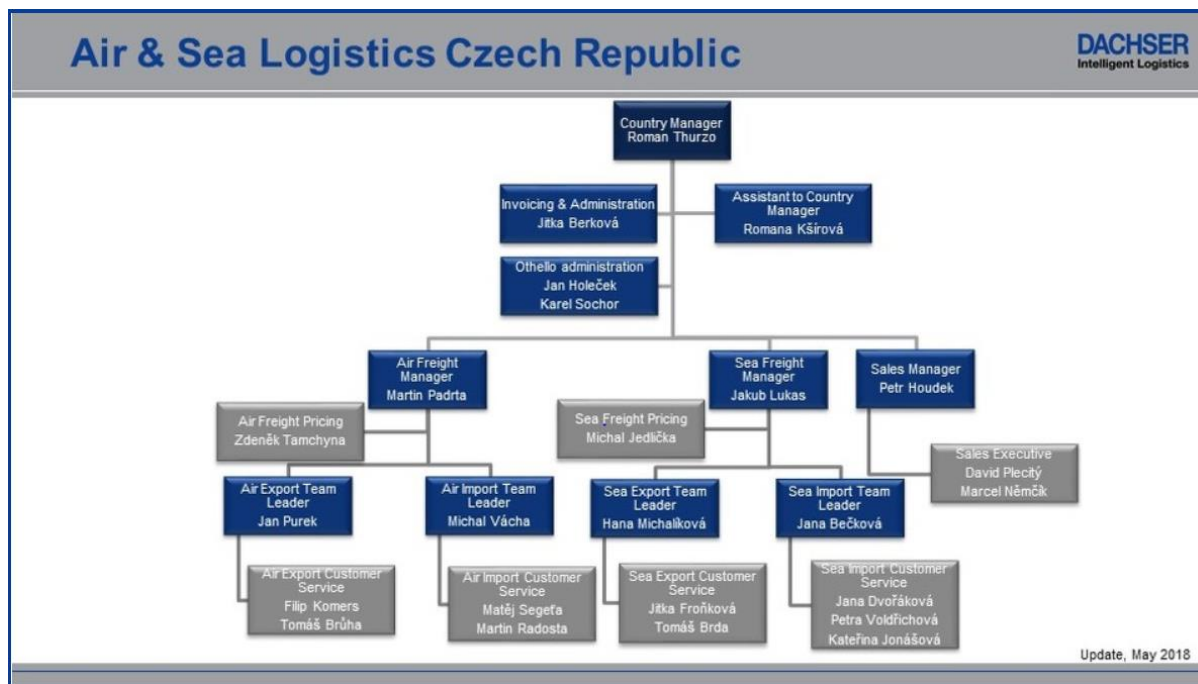 Air & Sea Logistics Czech Republic
DACHSER
Intelligent Logistics
Country Manager
Roman Thurzo
Invoicing & Administration
Jitka Berková
Assistant to Country
Manager
Romana Kšírová
Othello administration
Jan Holeček
Karel Sochor
Air Freight
Manager
Martin Padrta
Sea Freight
Manager
Jakub Lukas
Sales Manager
Petr Houdek
Air Freight Pricing
Zdeněk Tamchyna
Sea Freight Pricing
Michal Jedlička
Sales Executive
David Plecitý
Marcel Němčík
Air Export Team
Leader
Jan Purek
Air Import Team
Leader
Michal Vácha
Sea Export Team
Leader
Hana Michalíková
Sea Import Team
Leader
Jana Bečková
Air Export Customer
Service
Filip Komers
Tomáš Brůha
Air Import Customer
Service
Matěj Segeťa
Martin Radosta
Sea Export Customer
Service
Jitka Froňková
Tomáš Brda
Sea Import Customer
Service
Jana Dvořáková
Petra Voldřichová
Kateřina Jonášová
Update, May 2018